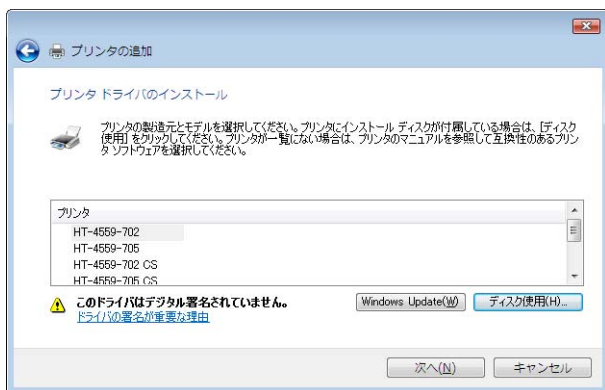 プリンタの追加
プリンタ ドライバのインストール
プリンタの製造元とモデルを選択してください。プリンタにインストール ディスクが付属している場合は、[ディスク
使用] をクリックしてください。プリンタが一覧にない場合は、プリンタのマニュアルを参照して互換性のあるプリン
タ ソフトウェアを選択してください。
プリンタ
HT-4559-702
HT-4559-705
HT-4559-702 CS
HT-4559-705 CS
このドライバはデジタル署名されていません。
ドライバの署名が重要な理由
Windows Update(W)
ディスク使用(H)...
次へ(N)
キャンセル